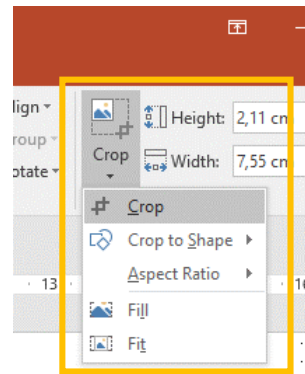 lign
Height: 2,11 cm
roup
Crop
Width: 7,55 cm
otate
Crop
Crop to Shape
13
Aspect Ratio
16
Fill
Fit